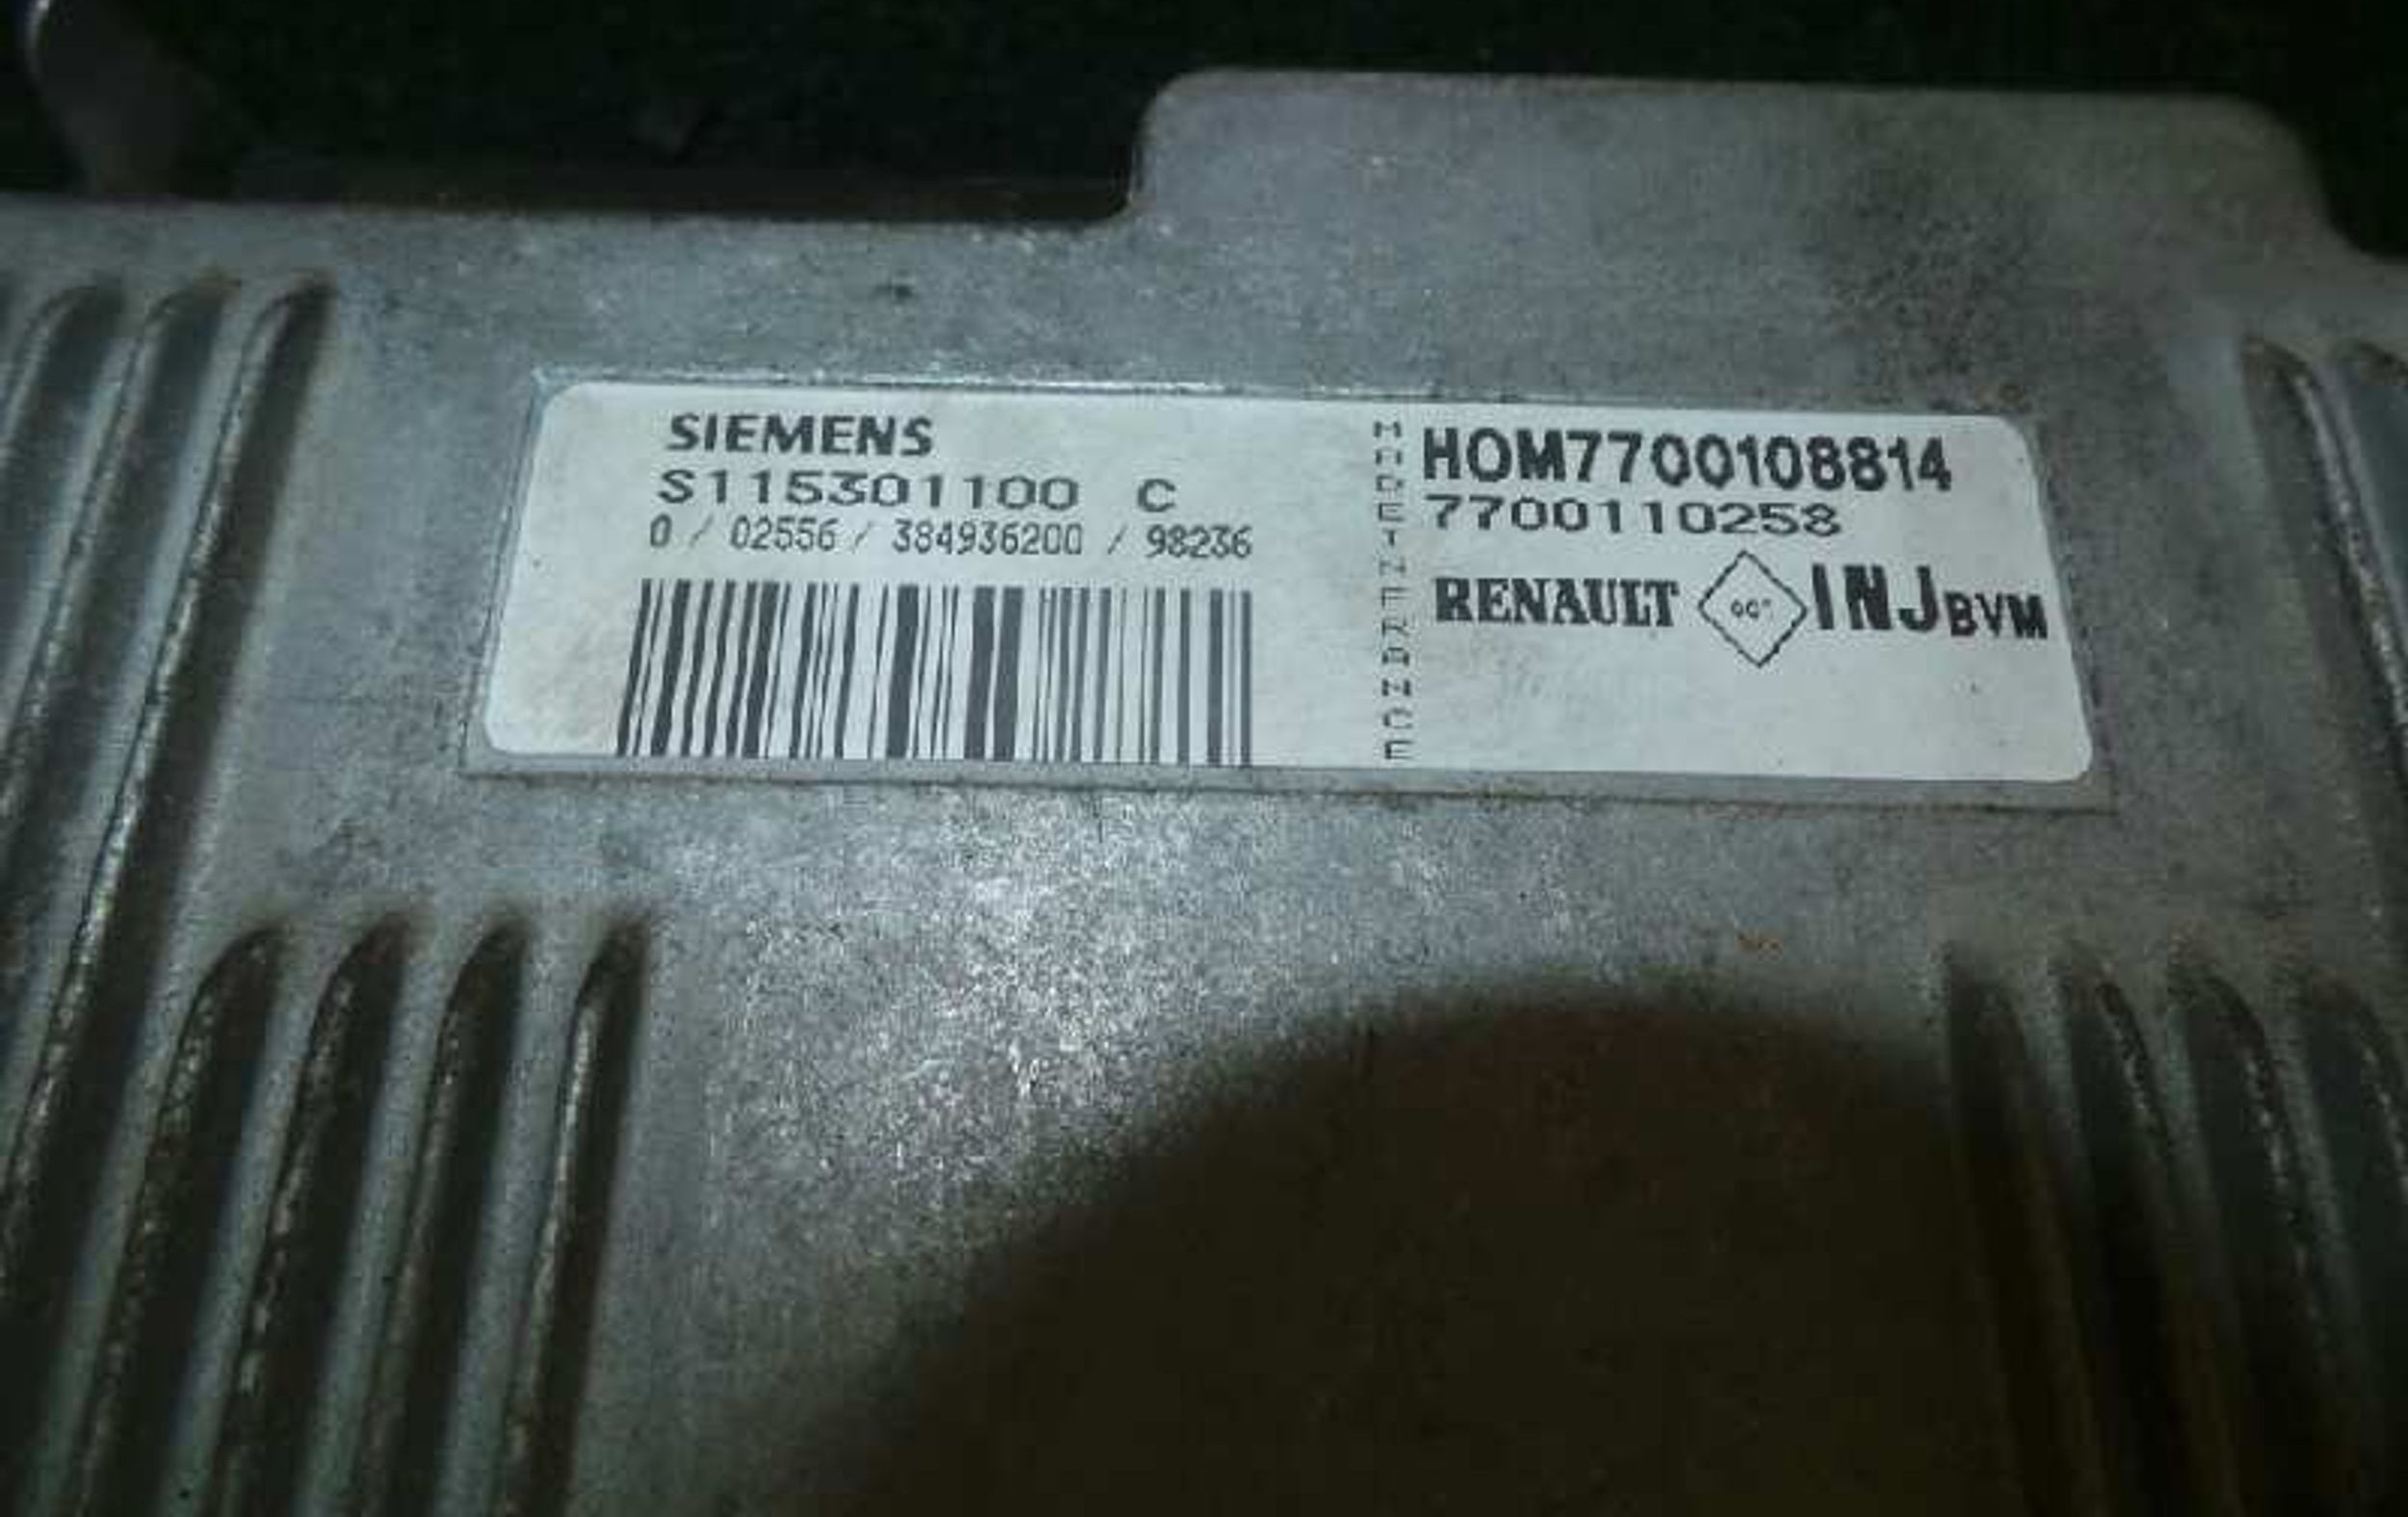 SIEMENS
S115301100 C
0 / 02556 / 384936200 / 98236
MADE IN FRANCE
HOM7700108814
7700110258
RENAULT INJ BVM